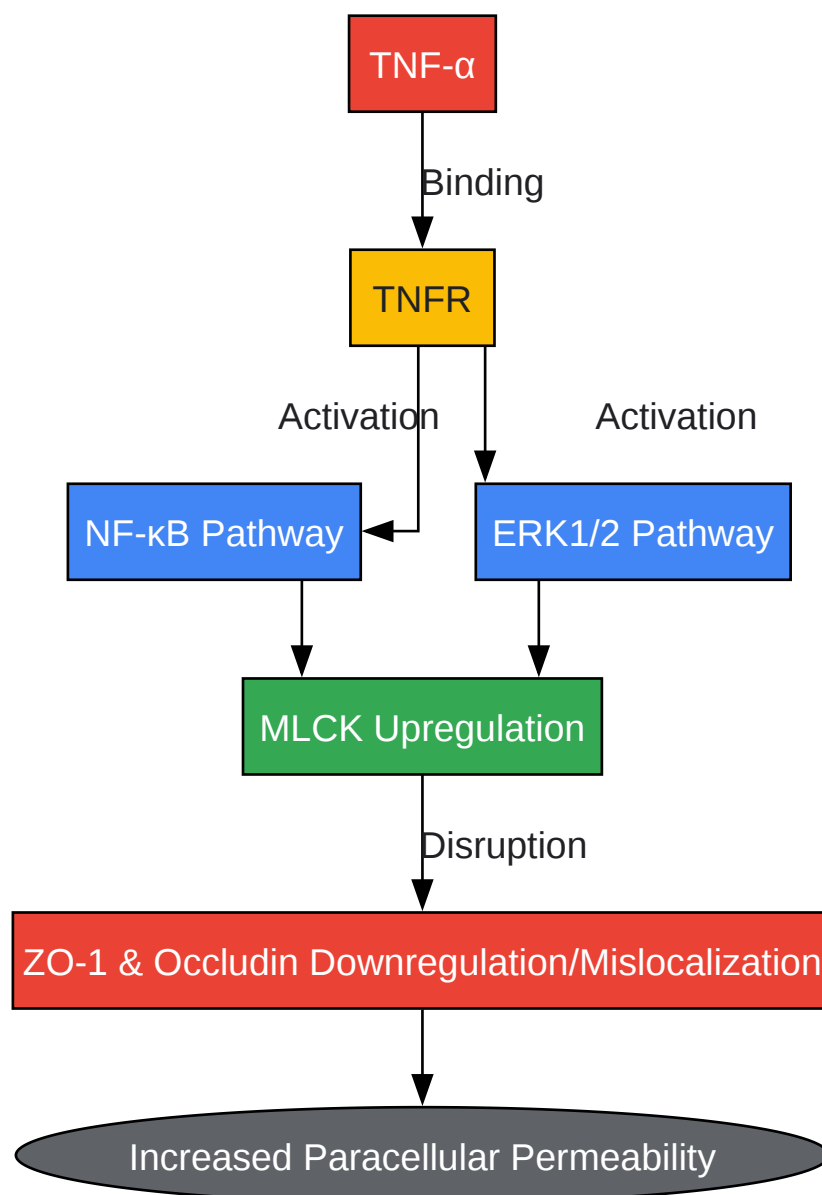 TNF-α
Binding
TNFR
Activation
Activation
NF-κB Pathway
ERK1/2 Pathway
MLCK Upregulation
Disruption
ZO-1 & Occludin Downregulation/Mislocalization
Increased Paracellular Permeability